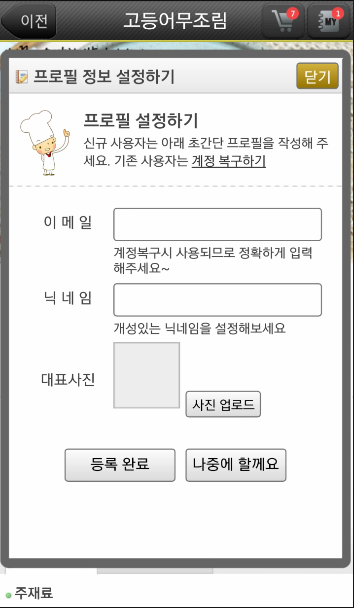 이전
고등어무조림
7
MY
1
프로필 정보 설정하기
닫기
프로필 설정하기
신규 사용자는 아래 초간단 프로필을 작성해 주
세요. 기존 사용자는 계정 복구하기
이 메 일
계정복구시 사용되므로 정확하게 입력
해주세요~
닉 네 임
개성있는 닉네임을 설정해보세요
대표사진
사진 업로드
등록 완료
나중에 할께요
주재료